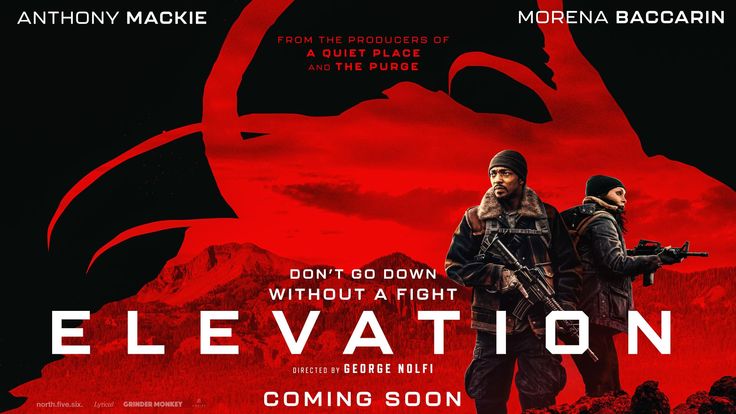 ANTHONY MACKIE
MORENA BACCARIN
FROM THE PRODUCERS OF
A QUIET PLACE
AND THE PURGE
DON'T GO DOWN
WITHOUT A FIGHT
ELEVATION
DIRECTED BY GEORGE NOLFI
COMING SOON
north.five.six. Lyrical GRINDER MONKEY